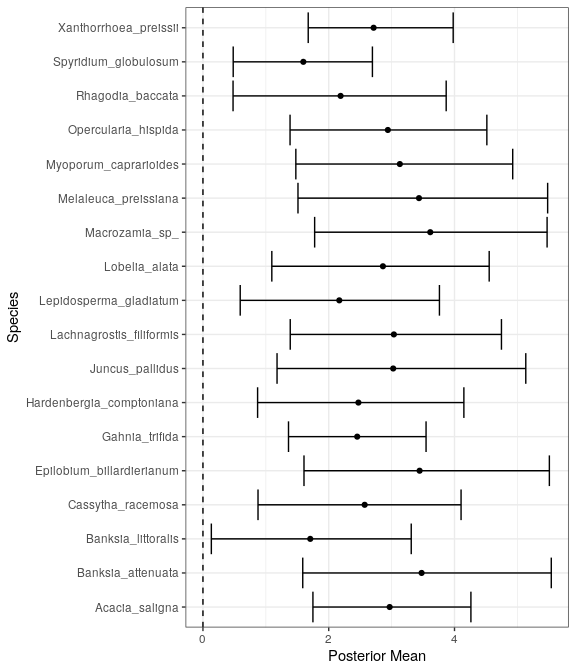 Xanthorrhoea_preissii
Spyridium_globulosum
Rhagodia_baccata
Opercularia_hispida
Myoporum_caprarioides
Melaleuca_preissiana
Macrozamia_sp_
Lobelia_alata
Lepidosperma_gladiatum
Lachnagrostis_filiformis
Juncus_pallidus
Hardenbergia_comptoniana
Gahnia_trifida
Epilobium_billardierianum
Cassytha_racemosa
Banksia_littoralis
Banksia_attenuata
Acacia_saligna
Species
0 2 4
Posterior Mean